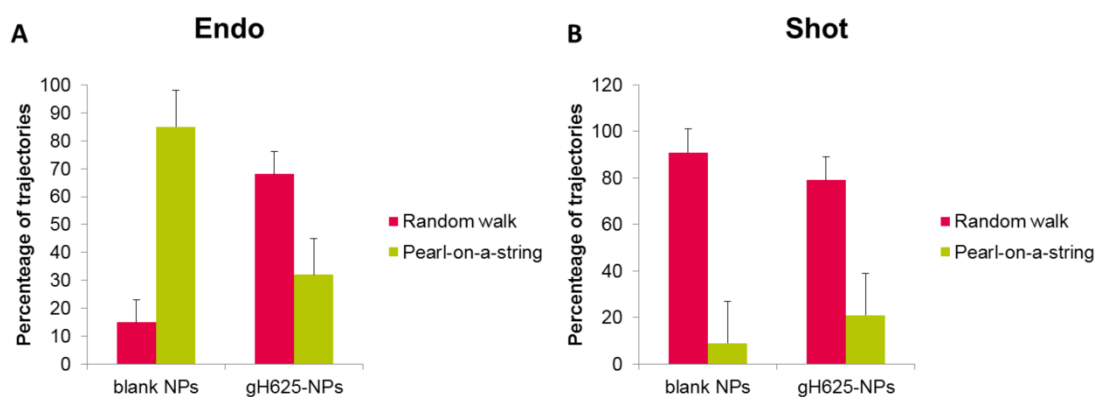 A
Endo
Percenteage of trajectories
100
90
80
70
60
50
40
30
20
10
0
blank NPs
gH625-NPs
Random walk
Pearl-on-a-string
B
Shot
Percenteage of trajectories
120
100
80
60
40
20
0
blank NPs
gH625-NPs
Random walk
Pearl-on-a-string